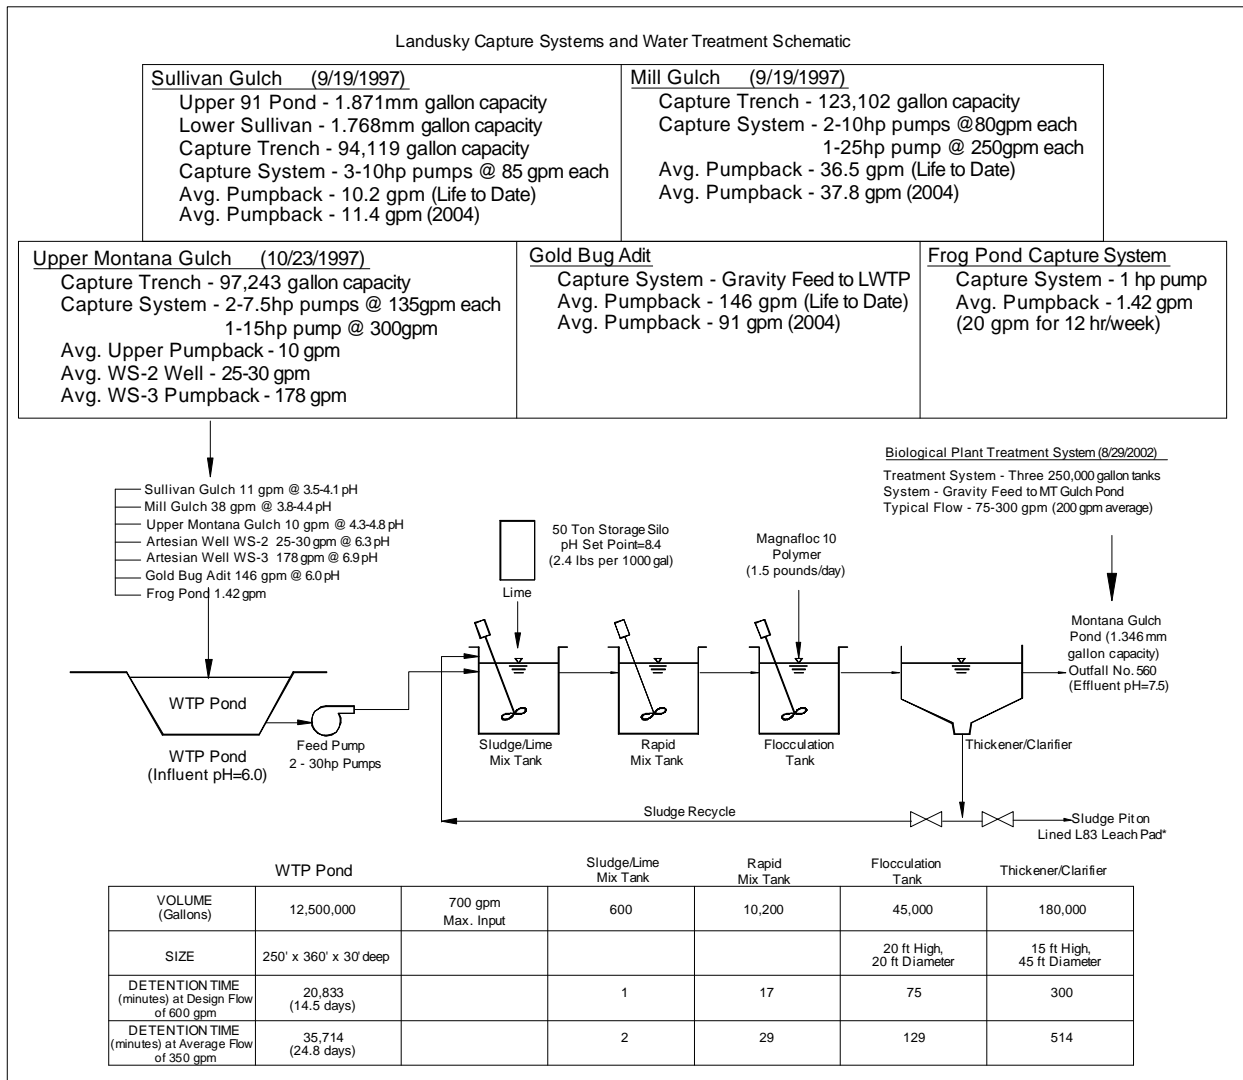 Landusky Capture Systems and Water Treatment Schematic
Sullivan Gulch (9/19/1997)
Upper 91 Pond - 1.871mm gallon capacity
Lower Sullivan - 1.768mm gallon capacity
Capture Trench - 94,119 gallon capacity
Capture System - 3-10hp pumps @ 85 gpm each
Avg. Pumpback - 10.2 gpm (Life to Date)
Avg. Pumpback - 11.4 gpm (2004)
Mill Gulch (9/19/1997)
Capture Trench - 123,102 gallon capacity
Capture System - 2-10hp pumps @80gpm each
1-25hp pump @ 250gpm each
Avg. Pumpback - 36.5 gpm (Life to Date)
Avg. Pumpback - 37.8 gpm (2004)
Upper Montana Gulch (10/23/1997)
Capture Trench - 97,243 gallon capacity
Capture System - 2-7.5hp pumps @ 135gpm each
1-15hp pump @ 300gpm
Avg. Upper Pumpback - 10 gpm
Avg. WS-2 Well - 25-30 gpm
Avg. WS-3 Pumpback - 178 gpm
Gold Bug Adit
Capture System - Gravity Feed to LWTP
Avg. Pumpback - 146 gpm (Life to Date)
Avg. Pumpback - 91 gpm (2004)
Frog Pond Capture System
Capture System - 1 hp pump
Avg. Pumpback - 1.42 gpm
(20 gpm for 12 hr/week)
Sullivan Gulch 11 gpm @ 3.5-4.1 pH
Mill Gulch 38 gpm @ 3.8-4.4 pH
Upper Montana Gulch 10 gpm @ 4.3-4.8 pH
Artesian Well WS-2 25-30 gpm @ 6.3 pH
Artesian Well WS-3 178 gpm @ 6.9 pH
Gold Bug Adit 146 gpm @ 6.0 pH
Frog Pond 1.42 gpm
50 Ton Storage Silo
pH Set Point=8.4
(2.4 lbs per 1000 gal)
Lime
Magnafloc 10
Polymer
(1.5 pounds/day)
Biological Plant Treatment System (8/29/2002)
Treatment System - Three 250,000 gallon tanks
System - Gravity Feed to MT Gulch Pond
Typical Flow - 75-300 gpm (200 gpm average)
Montana Gulch
Pond (1.346 mm
gallon capacity)
Outfall No. 560
(Effluent pH=7.5)
WTP Pond
WTP Pond
(Influent pH=6.0)
Feed Pump
2 - 30hp Pumps
Sludge/Lime
Mix Tank
Rapid
Mix Tank
Flocculation
Tank
Thickener/Clarifier
Sludge Recycle
Sludge Pit on
Lined L83 Leach Pad*
WTP Pond
Sludge/Lime
Mix Tank
Rapid
Mix Tank
Flocculation
Tank
Thickener/Clarifier
VOLUME
(Gallons)
12,500,000
700 gpm
Max. Input
600
10,200
45,000
180,000
SIZE
250' x 360' x 30' deep
20 ft High,
20 ft Diameter
15 ft High,
45 ft Diameter
DETENTION TIME
(minutes) at Design Flow
of 600 gpm
20,833
(14.5 days)
1
17
75
300
DETENTION TIME
(minutes) at Average Flow
of 350 gpm
35,714
(24.8 days)
2
29
129
514